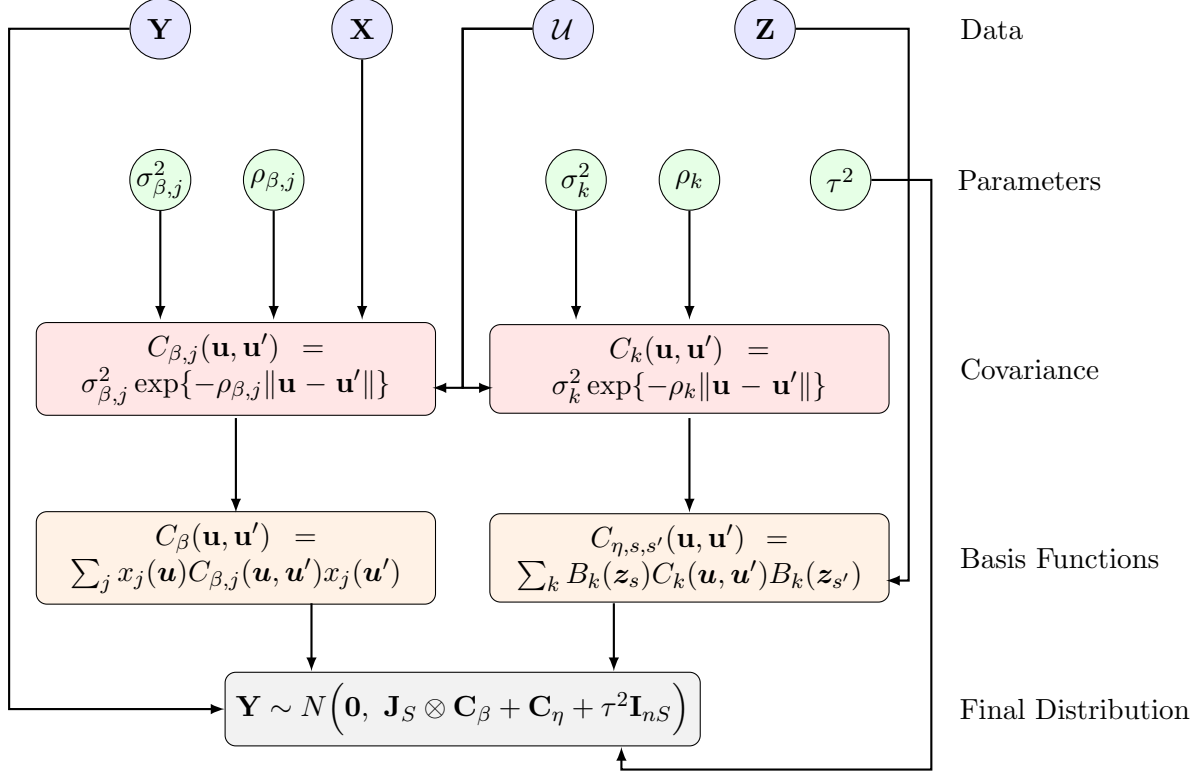 Y X 𝒰 Z Data
σ²_{β,j} ρ_{β,j} σ²_k ρ_k τ² Parameters
C_{β,j}(u, u′) =
σ²_{β,j} exp{−ρ_{β,j}‖u − u′‖}
C_k(u, u′) =
σ²_k exp{−ρ_k‖u − u′‖}
Covariance
C_β(u, u′) =
∑_j x_j(u)C_{β,j}(u, u′)x_j(u′)
C_{η,s,s′}(u, u′) =
∑_k B_k(z_s)C_k(u, u′)B_k(z_{s′})
Basis Functions
Y ∼ N(0, J_S ⊗ C_β + C_η + τ²I_{nS})
Final Distribution